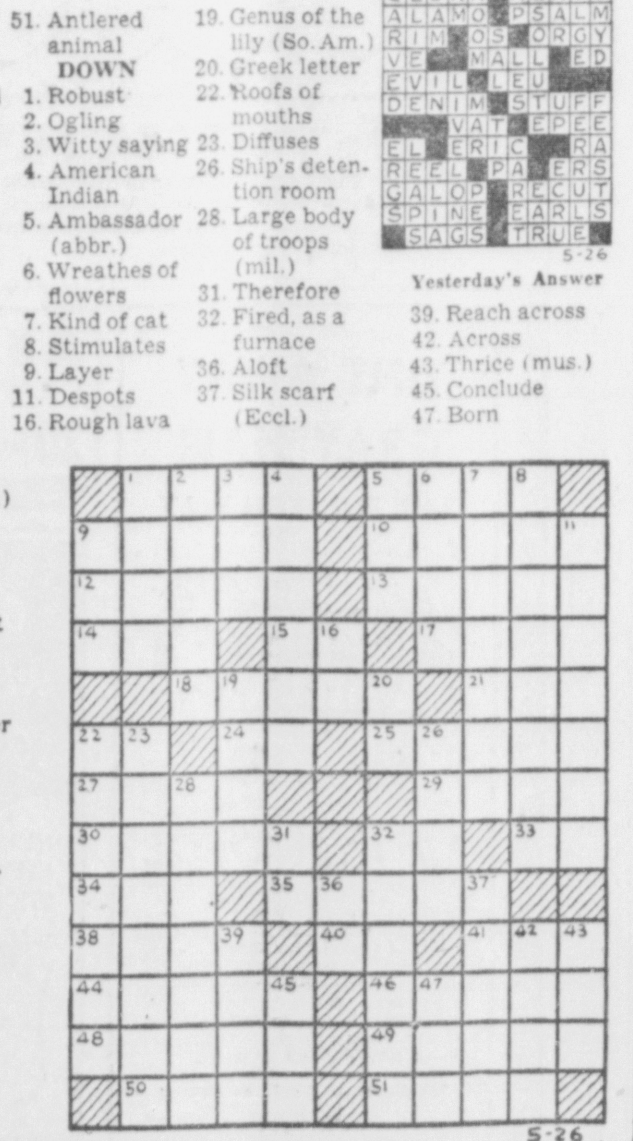 51. Antlered
animal
DOWN
1. Robust
2. Ogling
3. Witty saying
4. American
Indian
5. Ambassador
(abbr.)
6. Wreathes of
flowers
7. Kind of cat
8. Stimulates
9. Layer
11. Despots
16. Rough lava
19. Genus of the
lily (So. Am.)
20. Greek letter
22. Roofs of
mouths
23. Diffuses
26. Ship's deten-
tion room
28. Large body
of troops
(mil.)
31. Therefore
32. Fired, as a
furnace
36. Aloft
37. Silk scarf
(Eccl.)
ALAMO PSALM
RIM OS ORGY
VE MALL ED
EVIL LEU
DENIM STUFF
VAT EPEE
EL ERIC RA
REEL PA ERS
GALOP RECUT
SPINE EARLS
SAGS TRUE
5-26
Yesterday's Answer
39. Reach across
42. Across
43. Thrice (mus.)
45. Conclude
47. Born
)
r
1 2 3 4 5 6 7 8
9 10 11
12 13
14 15 16 17
18 19 20 21
22 23 24 25 26
27 28 29
30 31 32 33
34 35 36 37
38 39 40 41 42 43
44 45 46 47
48 49
50 51
5-26